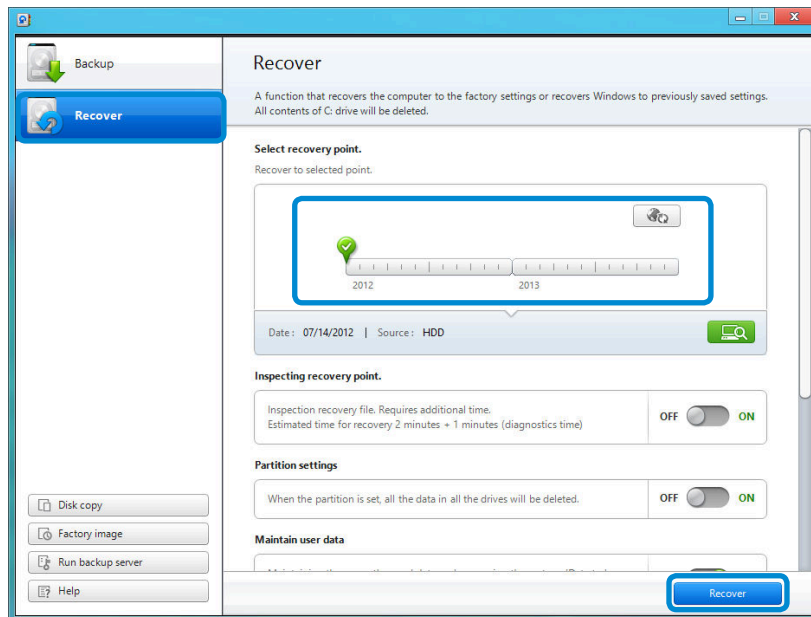 Backup
Recover
Recover
A function that recovers the computer to the factory settings or recovers Windows to previously saved settings.
All contents of C: drive will be deleted.
Select recovery point.
Recover to selected point.
2012
2013
Date : 07/14/2012 | Source : HDD
Inspecting recovery point.
Inspection recovery file. Requires additional time.
Estimated time for recovery 2 minutes + 1 minutes (diagnostics time)
OFF ON
Partition settings
When the partition is set, all the data in all the drives will be deleted.
OFF ON
Maintain user data
Disk copy
Factory image
Run backup server
Help
Recover